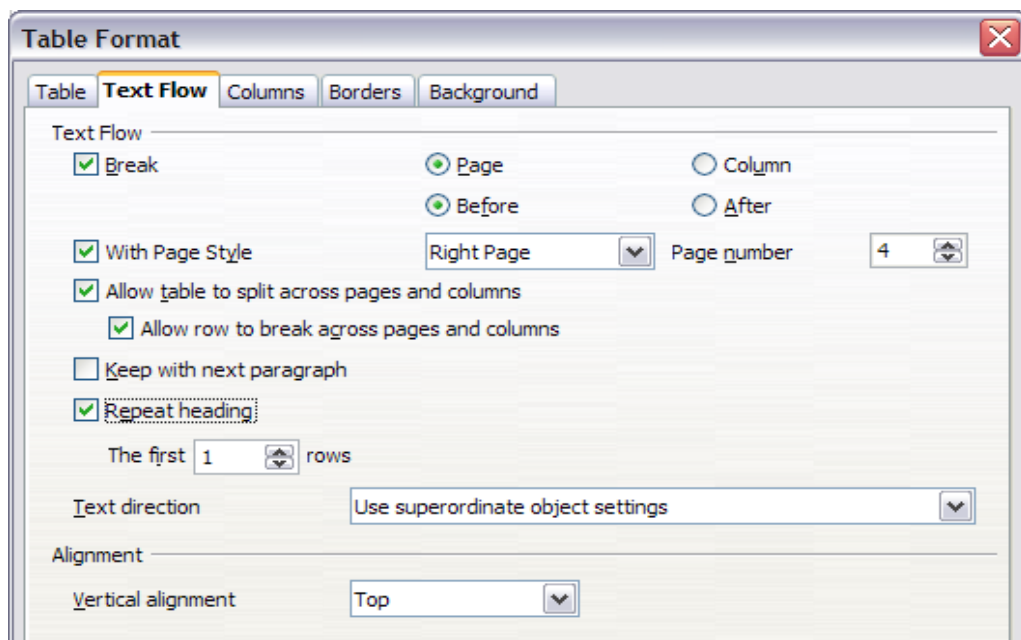 Table Format
Table Text Flow Columns Borders Background
Text Flow
Break Page Column
Before After
With Page Style Right Page Page number 4
Allow table to split across pages and columns
Allow row to break across pages and columns
Keep with next paragraph
Repeat heading
The first 1 rows
Text direction Use superordinate object settings
Alignment
Vertical alignment Top